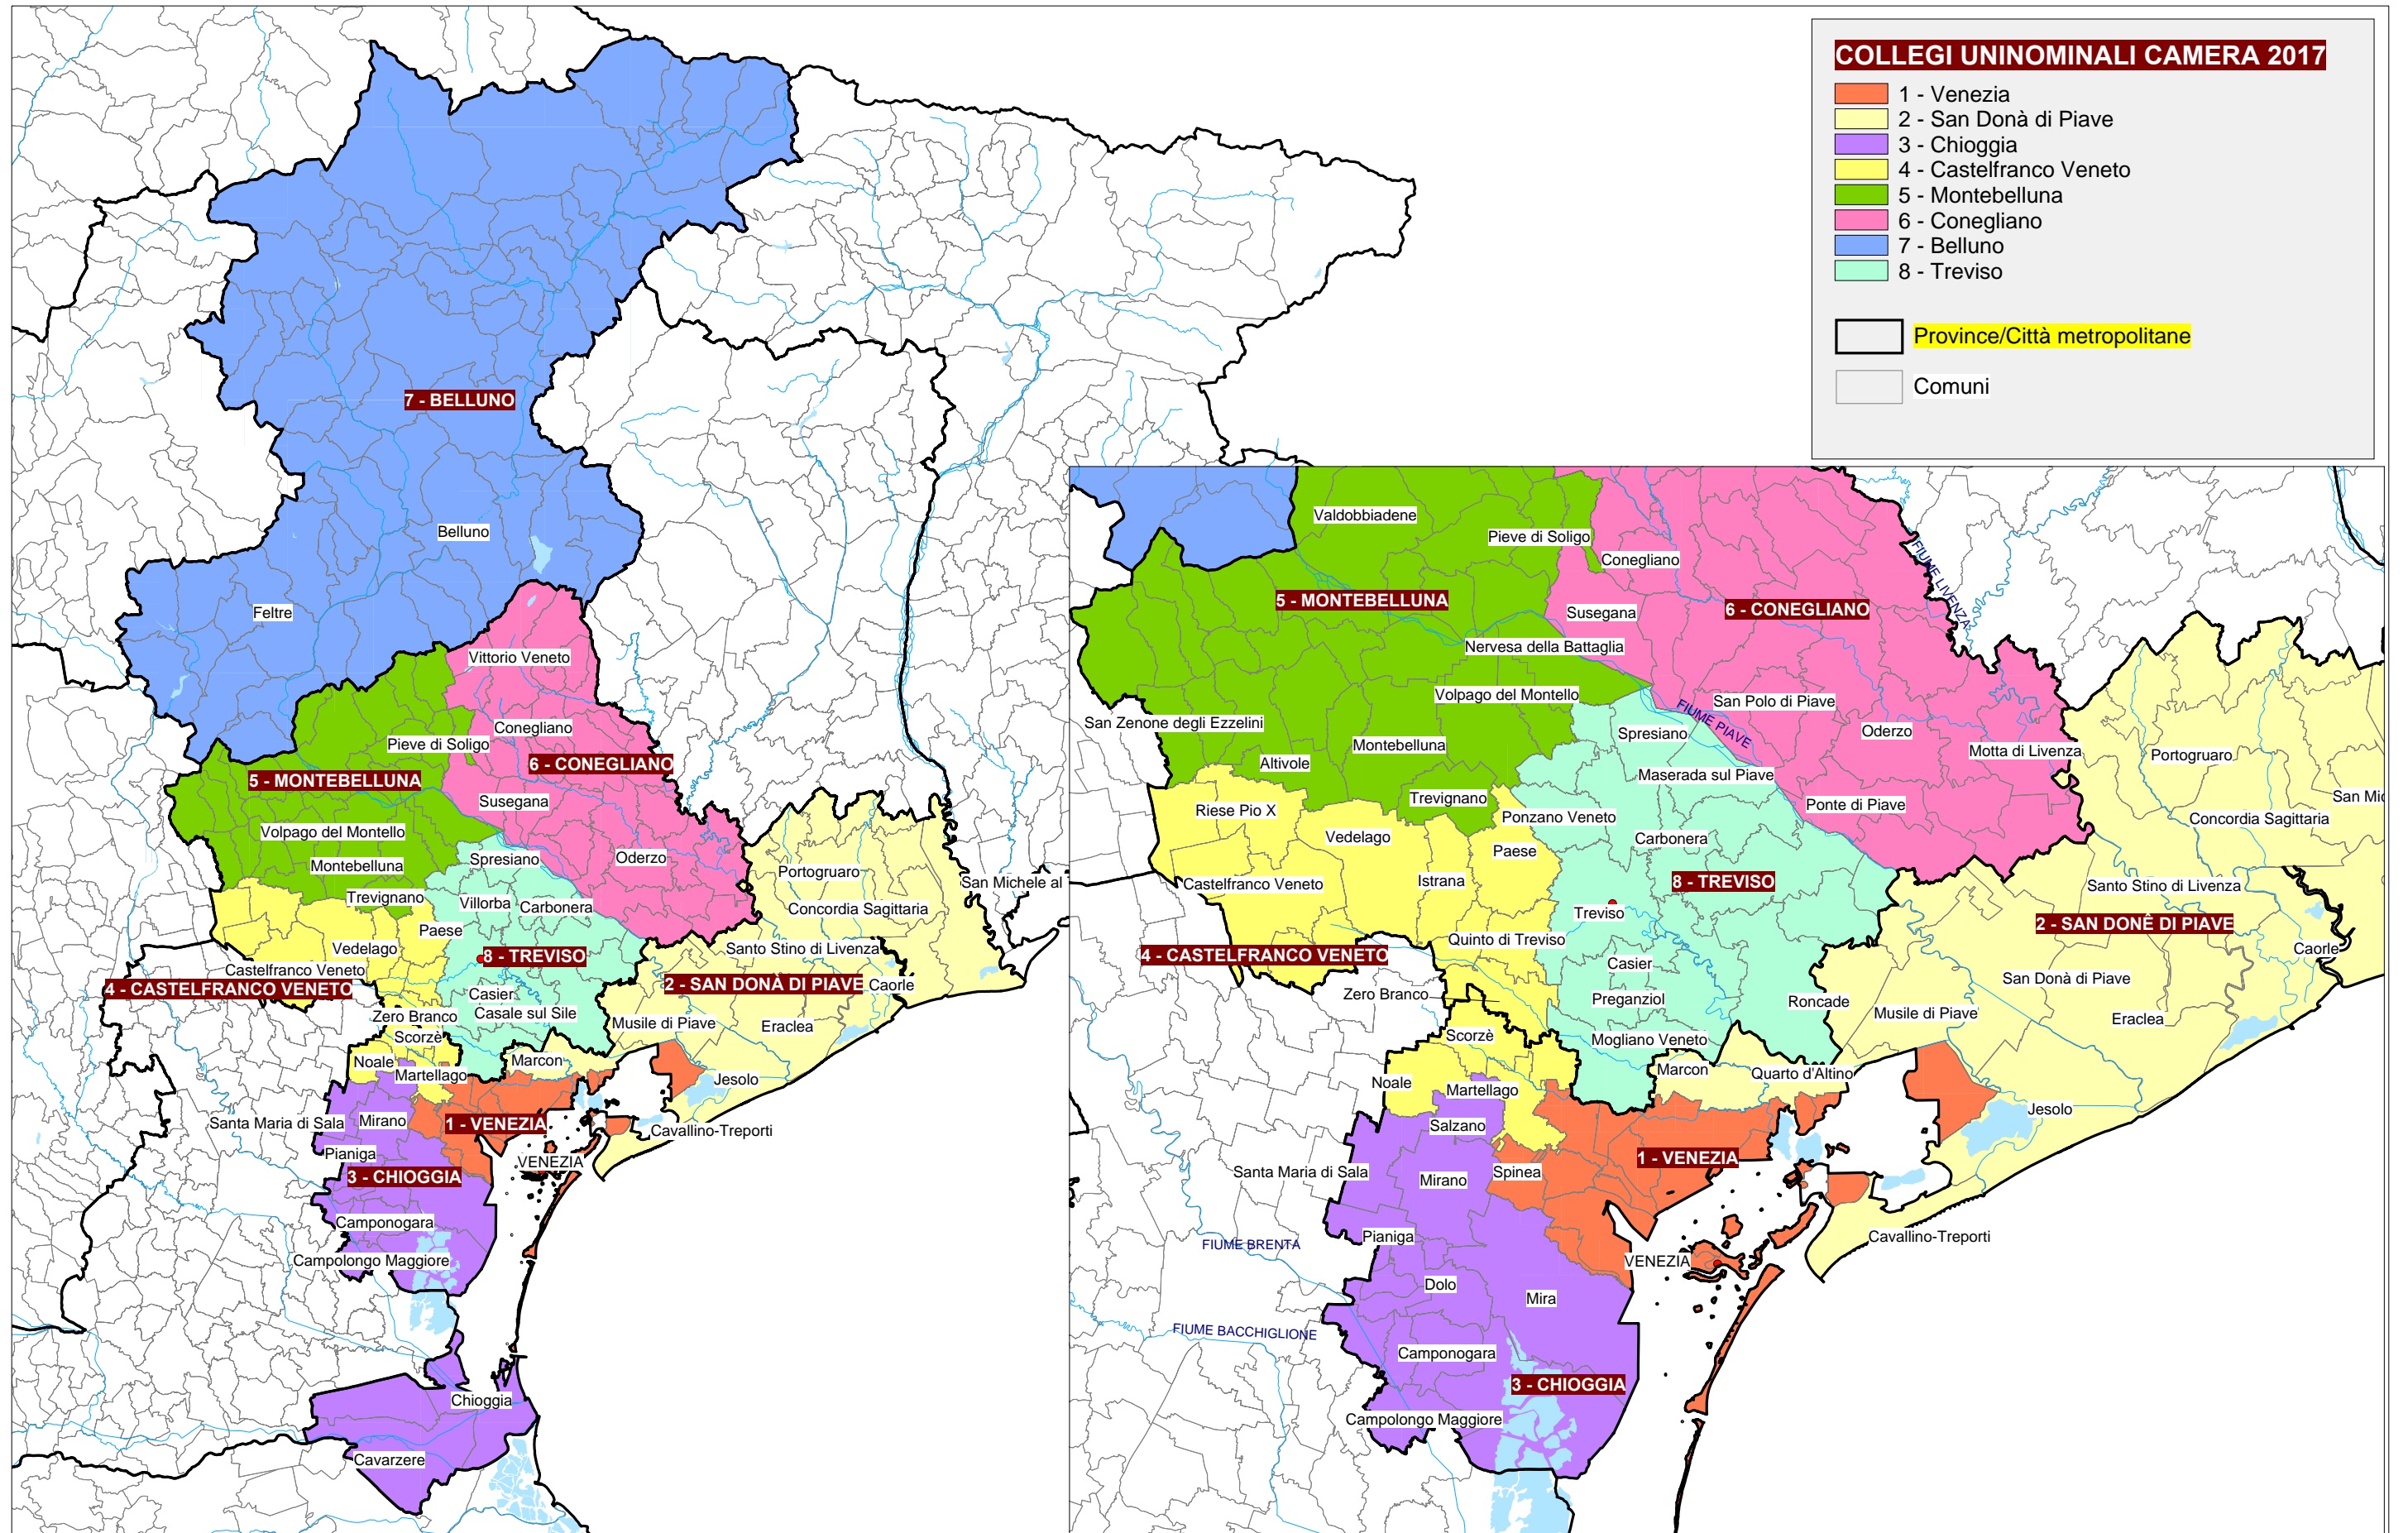 COLLEGI UNINOMINALI CAMERA 2017
1 - Venezia
2 - San Donà di Piave
3 - Chioggia
4 - Castelfranco Veneto
5 - Montebelluna
6 - Conegliano
7 - Belluno
8 - Treviso
Province/Città metropolitane
Comuni
7 - BELLUNO
Belluno
Feltre
Vittorio Veneto
Conegliano
Pieve di Soligo
6 - CONEGLIANO
5 - MONTEBELLUNA
Susegana
Volpago del Montello
Montebelluna
Spresiano
Oderzo
Portogruaro
San Michele al
Trevignano
Villorba
Carbonera
Concordia Sagittaria
Paese
Vedelago
Santo Stino di Livenza
8 - TREVISO
Castelfranco Veneto
4 - CASTELFRANCO VENETO
2 - SAN DONÀ DI PIAVE
Caorle
Casier
Casale sul Sile
Zero Branco
Musile di Piave
Eraclea
Scorzè
Noale
Marcon
Martellago
Jesolo
Santa Maria di Sala
Mirano
1 - VENEZIA
Cavallino-Treporti
Pianiga
VENEZIA
3 - CHIOGGIA
Camponogara
Campolongo Maggiore
Chioggia
Cavarzere
Valdobbiadene
Pieve di Soligo
Conegliano
FIUME LIVENZA
5 - MONTEBELLUNA
Susegana
6 - CONEGLIANO
Nervesa della Battaglia
Volpago del Montello
San Polo di Piave
San Zenone degli Ezzelini
FIUME PIAVE
Spresiano
Oderzo
Montebelluna
Motta di Livenza
Portogruaro
Altivole
Maserada sul Piave
Trevignano
San Mic
Riese Pio X
Ponzano Veneto
Ponte di Piave
Concordia Sagittaria
Vedelago
Carbonera
Paese
Castelfranco Veneto
Istrana
8 - TREVISO
Santo Stino di Livenza
Treviso
2 - SAN DONÊ DI PIAVE
Quinto di Treviso
Caorle
4 - CASTELFRANCO VENETO
Casier
San Donà di Piave
Zero Branco
Preganziol
Roncade
Musile di Piave
Eraclea
Scorzè
Mogliano Veneto
Marcon
Quarto d'Altino
Noale
Martellago
Jesolo
Salzano
1 - VENEZIA
Santa Maria di Sala
Mirano
Spinea
Pianiga
Cavallino-Treporti
FIUME BRENTA
VENEZIA
Dolo
Mira
FIUME BACCHIGLIONE
Camponogara
3 - CHIOGGIA
Campolongo Maggiore